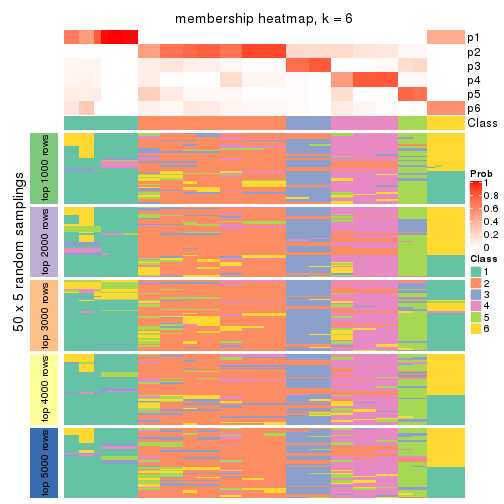 membership heatmap, k = 6
p1
p2
p3
p4
p5
p6
Class
50 x 5 random samplings
top 1000 rows
top 2000 rows
top 3000 rows
top 4000 rows
top 5000 rows
Prob
1
0.8
0.6
0.4
0.2
0
Class
1
2
3
4
5
6